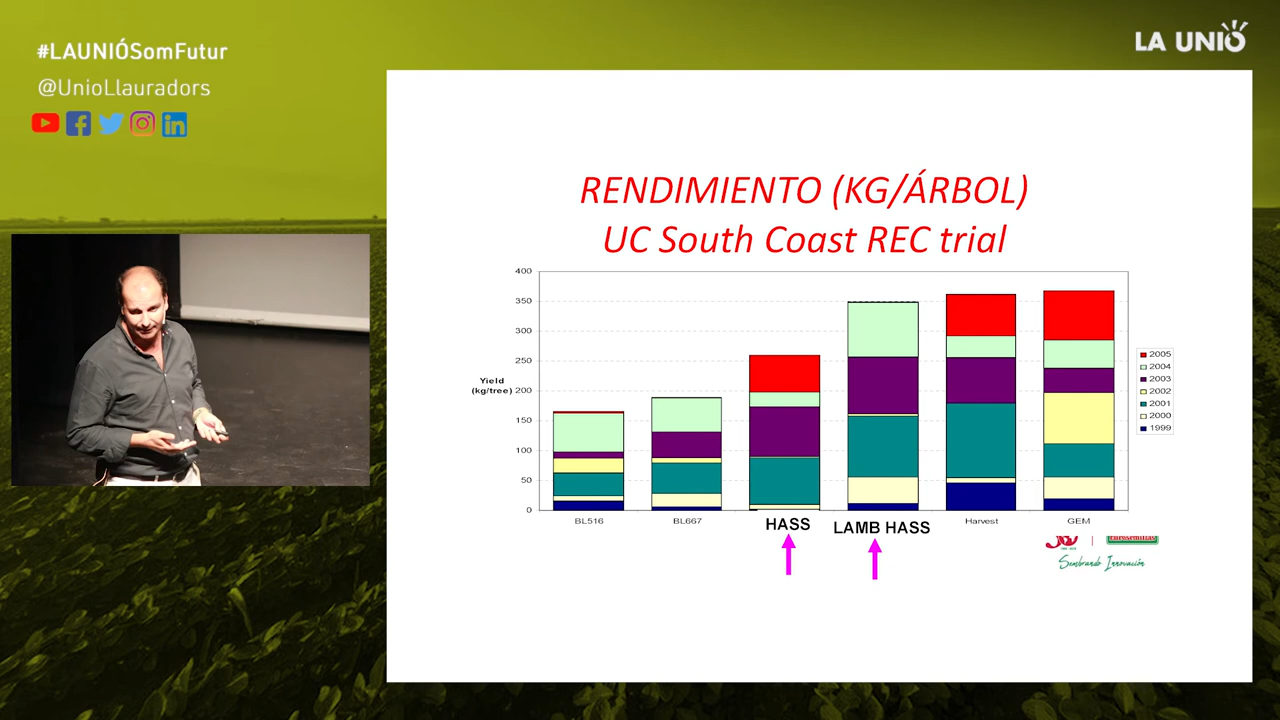 #LAUNIÓSomFutur
@UnioLlauradors
LA UNIÓ
RENDIMIENTO (KG/ÁRBOL)
UC South Coast REC trial
400
350
300
250
200
150
100
50
0
Yield
(kg/tree)
BL516
BL667
HASS
LAMB HASS
Harvest
GEM
2005
2004
2003
2002
2001
2000
1999
Sembrando Innovación